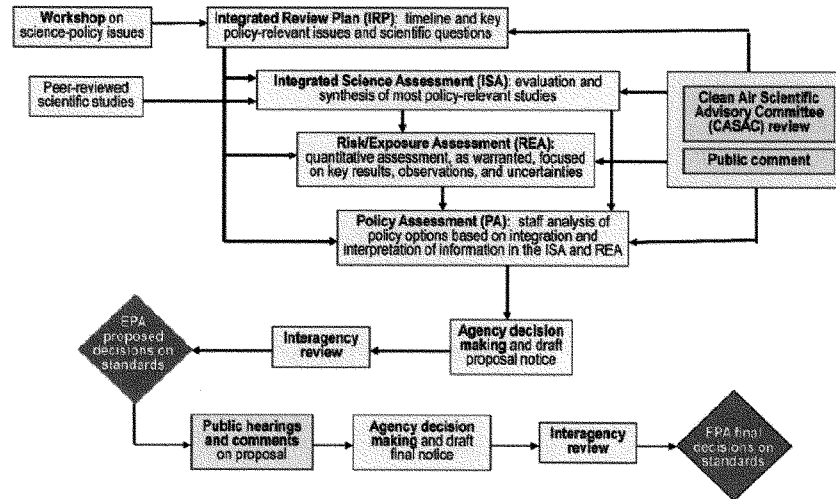 Workshop on
science-policy issues
Integrated Review Plan (IRP): timeline and key
policy-relevant issues and scientific questions
Peer-reviewed
scientific studies
Integrated Science Assessment (ISA): evaluation and
synthesis of most policy-relevant studies
Clean Air Scientific
Advisory Committee
(CASAC) review
Public comment
Risk/Exposure Assessment (REA):
quantitative assessment, as warranted, focused
on key results, observations, and uncertainties
Policy Assessment (PA): staff analysis of
policy options based on integration and
interpretation of information in the ISA and REA
EPA
proposed
decisions on
standards
Interagency
review
Agency decision
making and draft
proposal notice
Public hearings
and comments
on proposal
Agency decision
making and draft
final notice
Interagency
review
EPA final
decisions on
standards